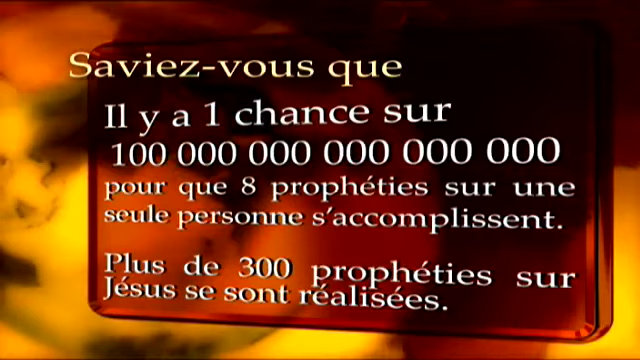 Saviez-vous que
Il y a 1 chance sur
100 000 000 000 000 000
pour que 8 prophéties sur une
seule personne s'accomplissent.
Plus de 300 prophéties sur
Jésus se sont réalisées.